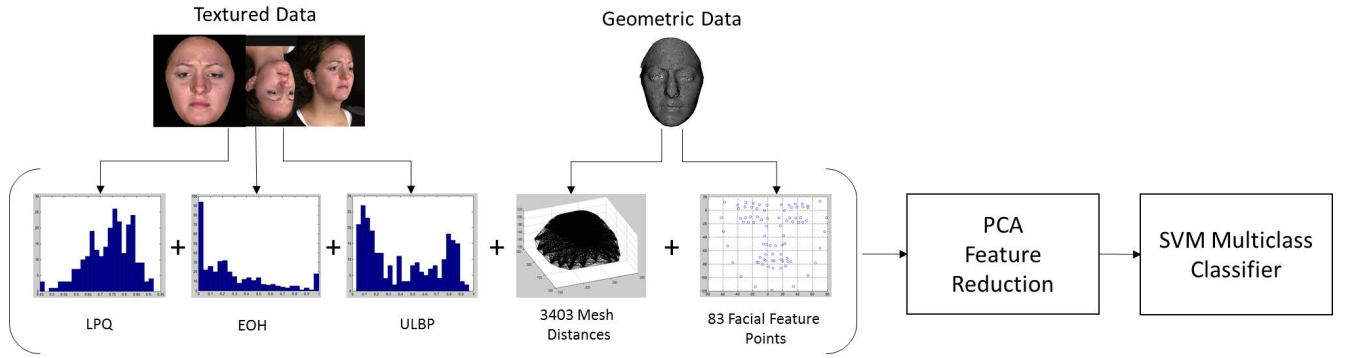 Textured Data
Geometric Data
+
+
+
+
LPQ
EOH
ULBP
3403 Mesh
Distances
83 Facial Feature
Points
PCA
Feature
Reduction
SVM Multiclass
Classifier